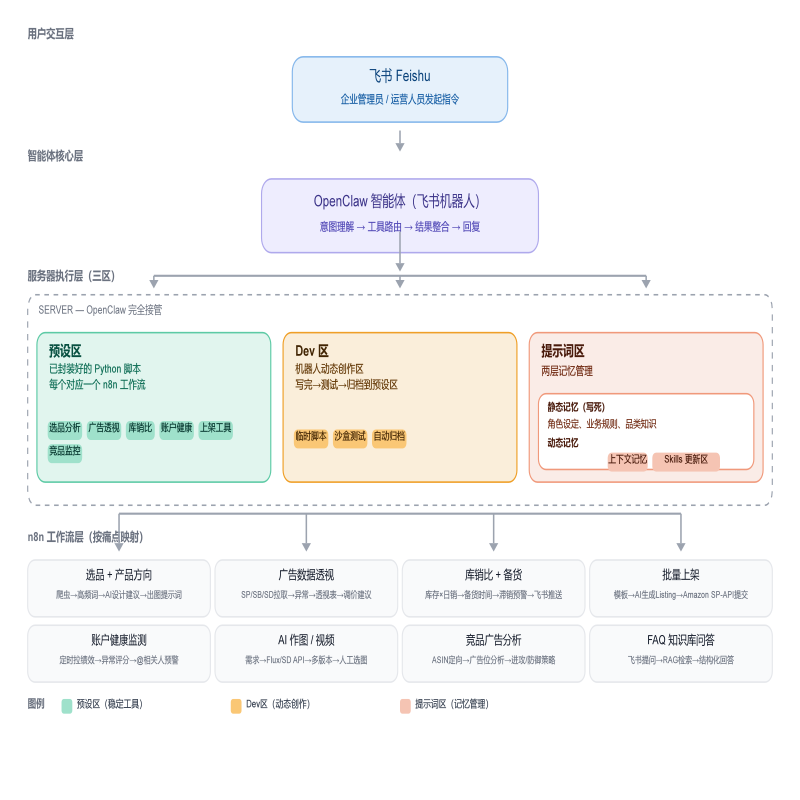 用户交互层
飞书 Feishu
企业管理员 / 运营人员发起指令
智能体核心层
OpenClaw 智能体（飞书机器人）
意图理解 → 工具路由 → 结果整合 → 回复
服务器执行层（三区）
SERVER — OpenClaw 完全接管
预设区
已封装好的 Python 脚本
每个对应一个 n8n 工作流
选品分析 广告透视 库销比 账户健康 上架工具
竞品监控
Dev 区
机器人动态创作区
写完→测试→归档到预设区
临时脚本 沙盒测试 自动归档
提示词区
两层记忆管理
静态记忆（写死）
角色设定、业务规则、品类知识
动态记忆
上下文记忆 Skills 更新区
n8n 工作流层（按痛点映射）
选品 + 产品方向
爬虫→高频词→AI设计建议→出图提示词
广告数据透视
SP/SB/SD拉取→异常→透视表→调价建议
库销比 + 备货
库存×日销→备货时间→滞销预警→飞书推送
批量上架
模板→AI生成Listing→Amazon SP-API提交
账户健康监测
定时拉绩效→异常评分→@相关人预警
AI 作图 / 视频
需求→Flux/SD API→多版本→人工选图
竞品广告分析
ASIN定向→广告位分析→进攻/防御策略
FAQ 知识库问答
飞书提问→RAG检索→结构化回答
图例 预设区（稳定工具） Dev区（动态创作） 提示词区（记忆管理）